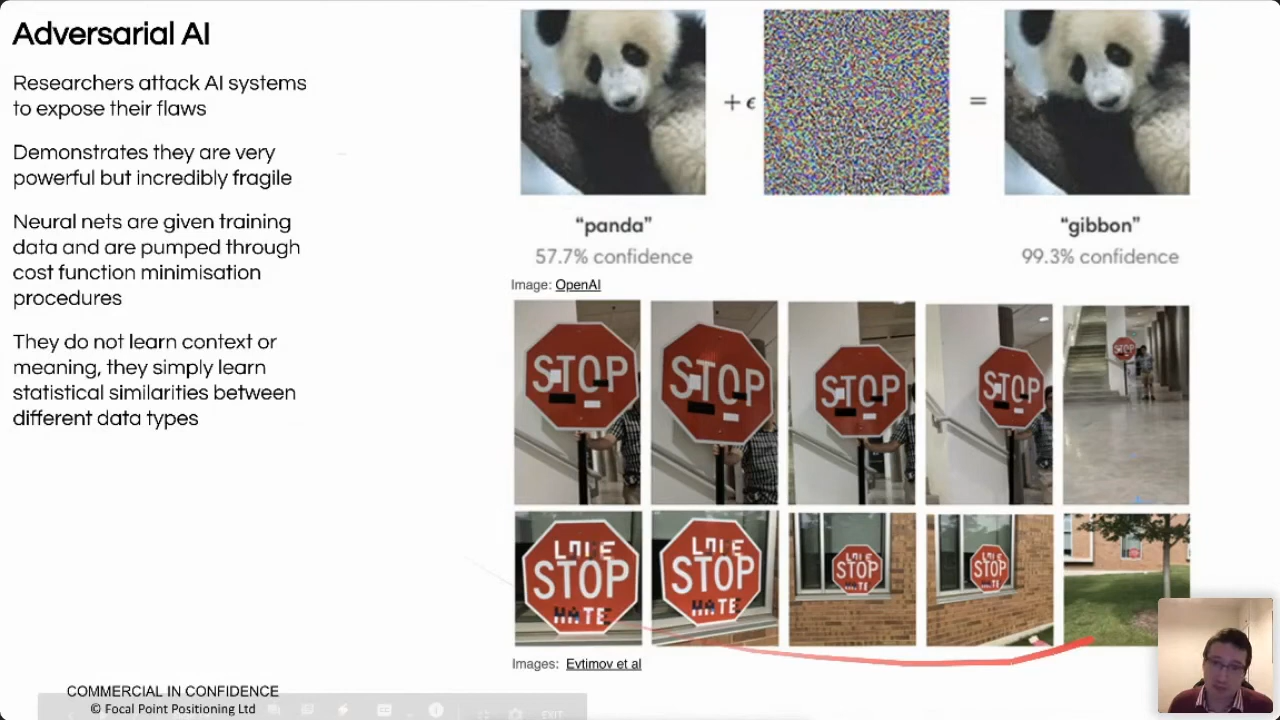 Adversarial AI
Researchers attack AI systems
to expose their flaws
Demonstrates they are very
powerful but incredibly fragile
Neural nets are given training
data and are pumped through
cost function minimisation
procedures
They do not learn context or
meaning, they simply learn
statistical similarities between
different data types
+ ϵ
=
“panda”
57.7% confidence
“gibbon”
99.3% confidence
Image: OpenAI
STOP
STOP
STOP
STOP
STOP
STOP
HATE
STOP
HATE
STOP
HATE
STOP
HATE
Images: Evtimov et al
COMMERCIAL IN CONFIDENCE
© Focal Point Positioning Ltd
EXIT